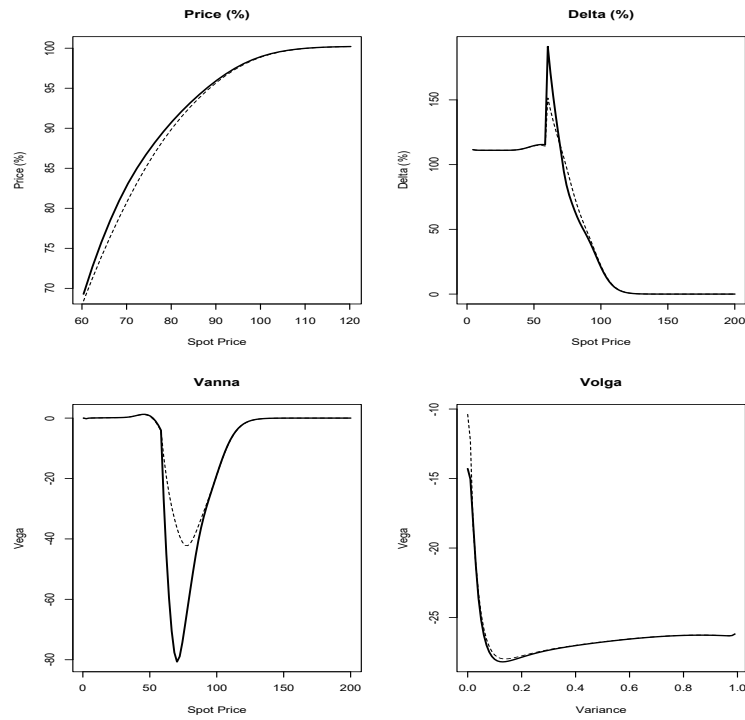 Price (%)
Price (%)
100
95
90
85
80
75
70
60 70 80 90 100 110 120
Spot Price
Delta (%)
Delta (%)
150
100
50
0
0 50 100 150 200
Spot Price
Vanna
Vega
0
-20
-40
-60
-80
0 50 100 150 200
Spot Price
Volga
Vega
-10
-15
-20
-25
0.0 0.2 0.4 0.6 0.8 1.0
Variance